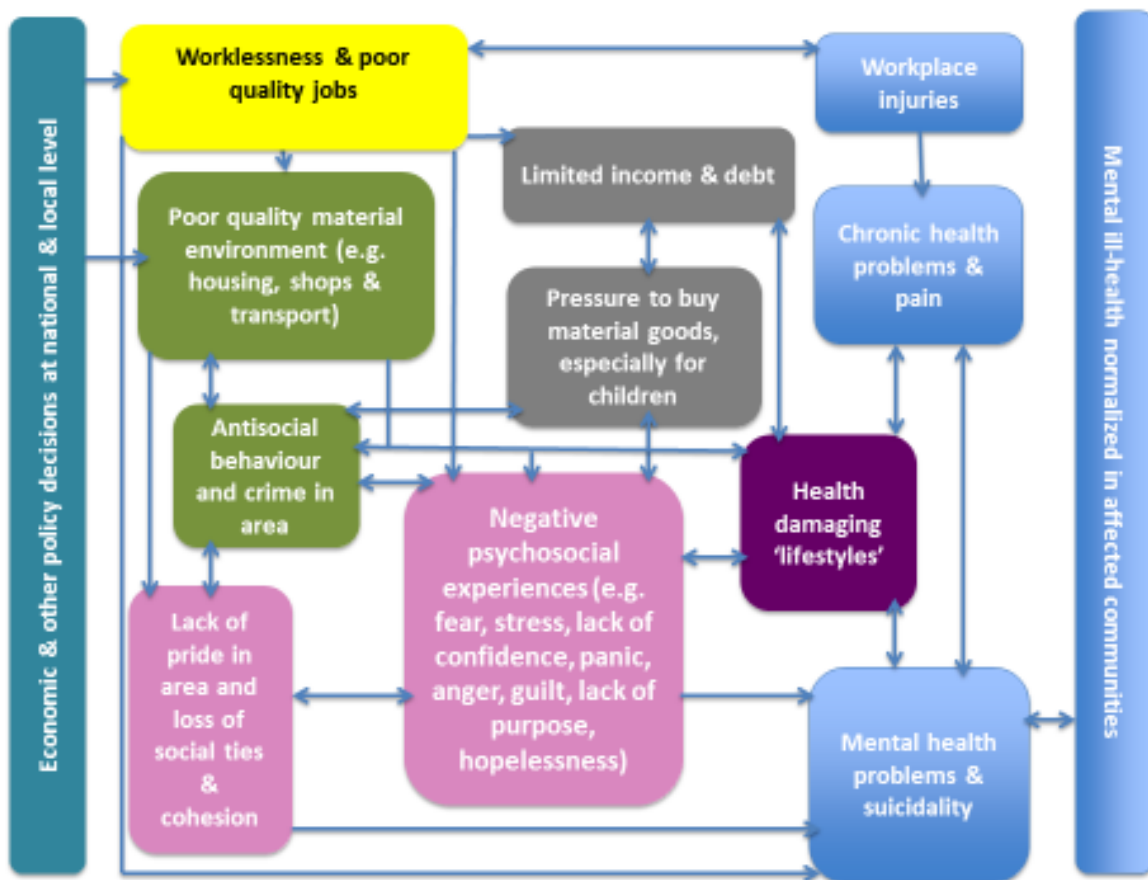 Economic & other policy decisions at national & local level
Worklessness & poor
quality jobs
Workplace
injuries
Limited income & debt
Poor quality material
environment (e.g.
housing, shops &
transport)
Chronic health
problems &
pain
Pressure to buy
material goods,
especially for
children
Antisocial
behaviour
and crime in
area
Health
damaging
‘lifestyles’
Negative
psychosocial
experiences (e.g.
fear, stress, lack of
confidence, panic,
anger, guilt, lack of
purpose,
hopelessness)
Lack of
pride in
area and
loss of
social ties
&
cohesion
Mental health
problems &
suicidality
Mental ill-health normalized in affected communities